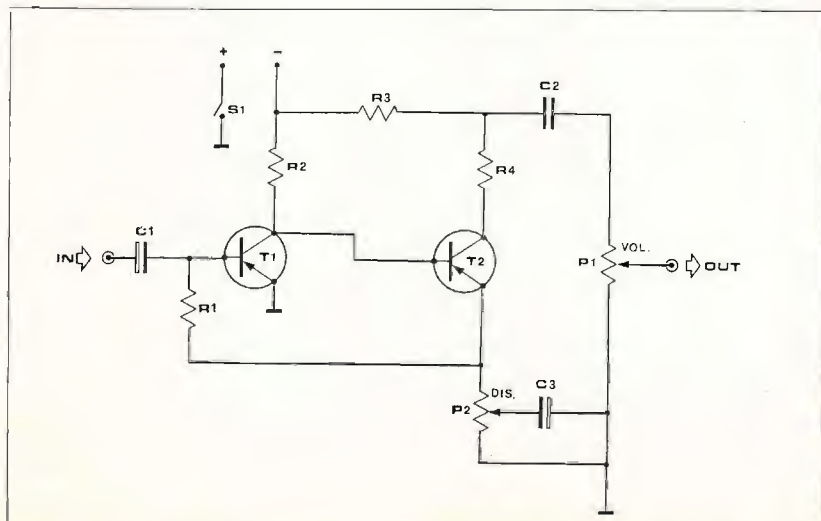 + -
S1
R3
C2
R2
R4
C1
IN
T1
T2
P1
VOL.
OUT
R1
P2
DIS.
C3